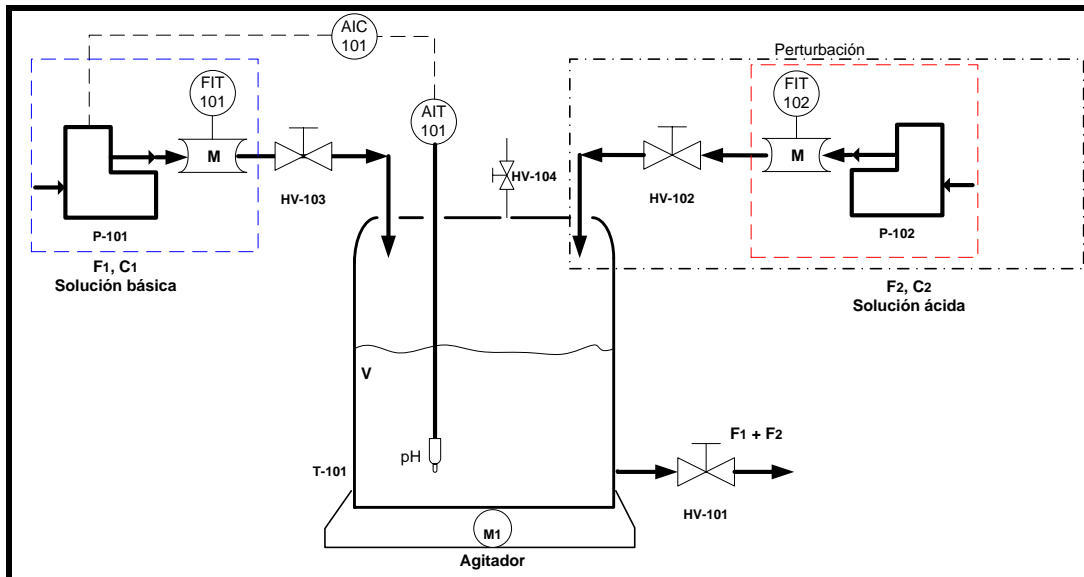 AIC
101
Perturbación
FIT
101
FIT
102
AIT
101
M
M
HV-104
HV-103
HV-102
P-101
P-102
F1, C1
Solución básica
F2, C2
Solución ácida
V
F1 + F2
pH
T-101
HV-101
M1
Agitador